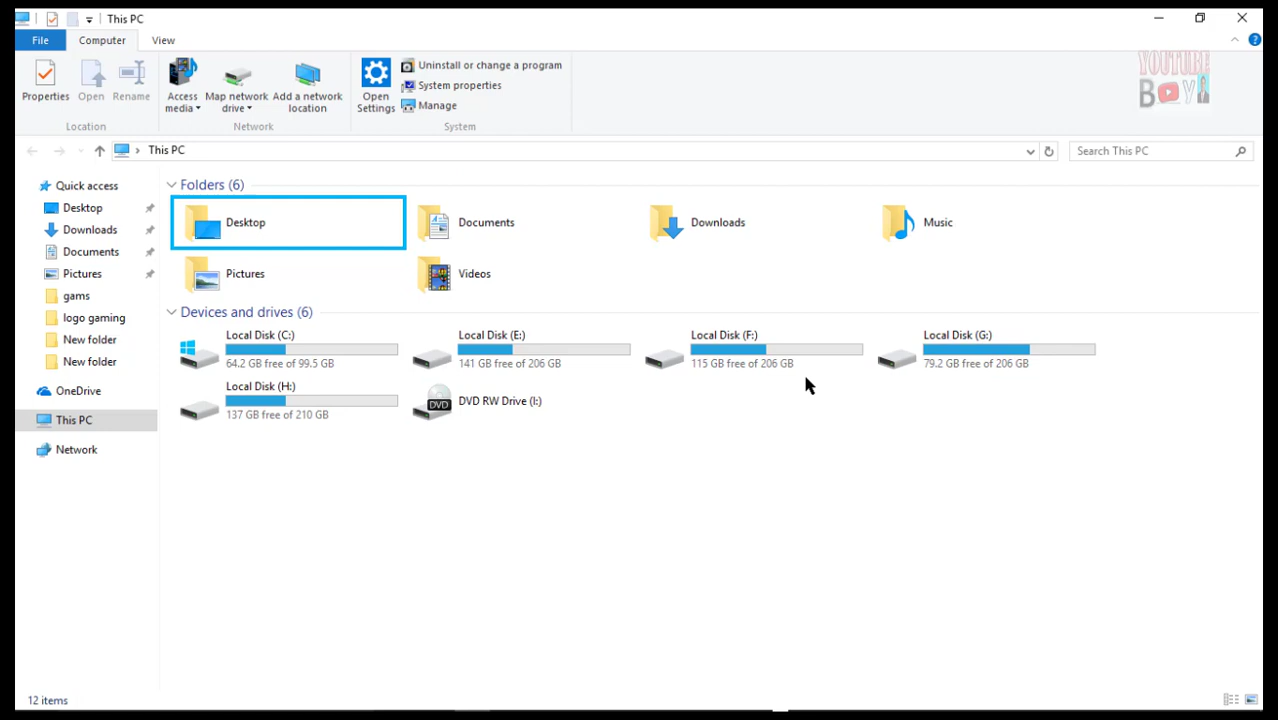 This PC
File Computer View
Properties Open Rename Access media Map network drive Add a network location Open Settings Uninstall or change a program
System properties
Manage
Location Network System
YOUTUBE
BOY
This PC Search This PC
Quick access
Desktop
Downloads
Documents
Pictures
gams
logo gaming
New folder
New folder
OneDrive
This PC
Network
Folders (6)
Desktop Documents Downloads Music
Pictures Videos
Devices and drives (6)
Local Disk (C:) Local Disk (E:) Local Disk (F:) Local Disk (G:)
64.2 GB free of 99.5 GB 141 GB free of 206 GB 115 GB free of 206 GB 79.2 GB free of 206 GB
Local Disk (H:)
137 GB free of 210 GB
DVD DVD RW Drive (I:)
12 items